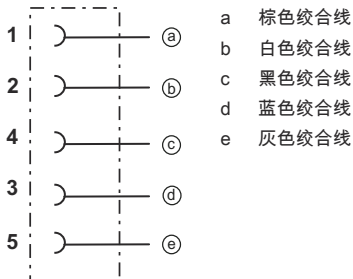 1 ⓐ
2 ⓑ
4 ⓒ
3 ⓓ
5 ⓔ
a 棕色绞合线
b 白色绞合线
c 黑色绞合线
d 蓝色绞合线
e 灰色绞合线